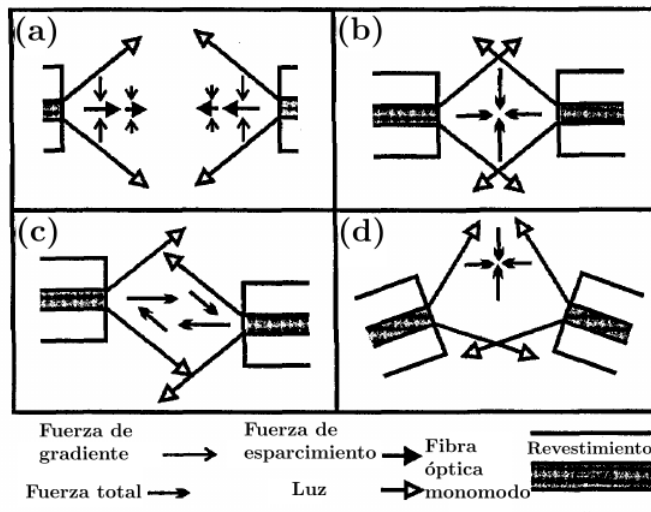 (a)
(b)
(c)
(d)
Fuerza de
gradiente
Fuerza de
esparcimiento
Fibra
óptica
monomodo
Revestimiento
Fuerza total
Luz